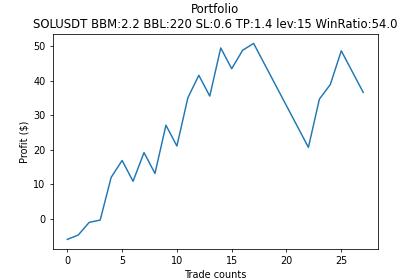 Portfolio
SOLUSDT BBM:2.2 BBL:220 SL:0.6 TP:1.4 lev:15 WinRatio:54.0
Profit ($)
50
40
30
20
10
0
0 5 10 15 20 25
Trade counts